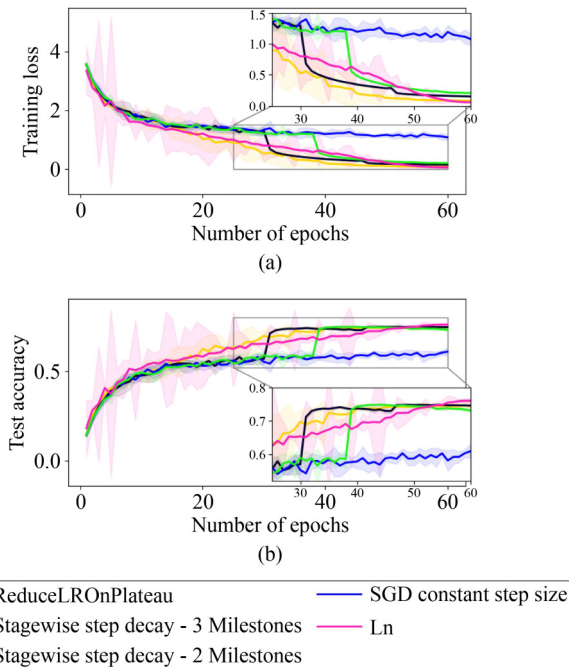 1.5
1.0
0.5
0.0
30 40 50 60
4
2
0
Training loss
0 20 40 60
Number of epochs
(a)
0.5
0.0
Test accuracy
0.8
0.7
0.6
30 40 50 60
0 20 40 60
Number of epochs
(b)
ReduceLROnPlateau
SGD constant step size
Stagewise step decay - 3 Milestones
Ln
Stagewise step decay - 2 Milestones